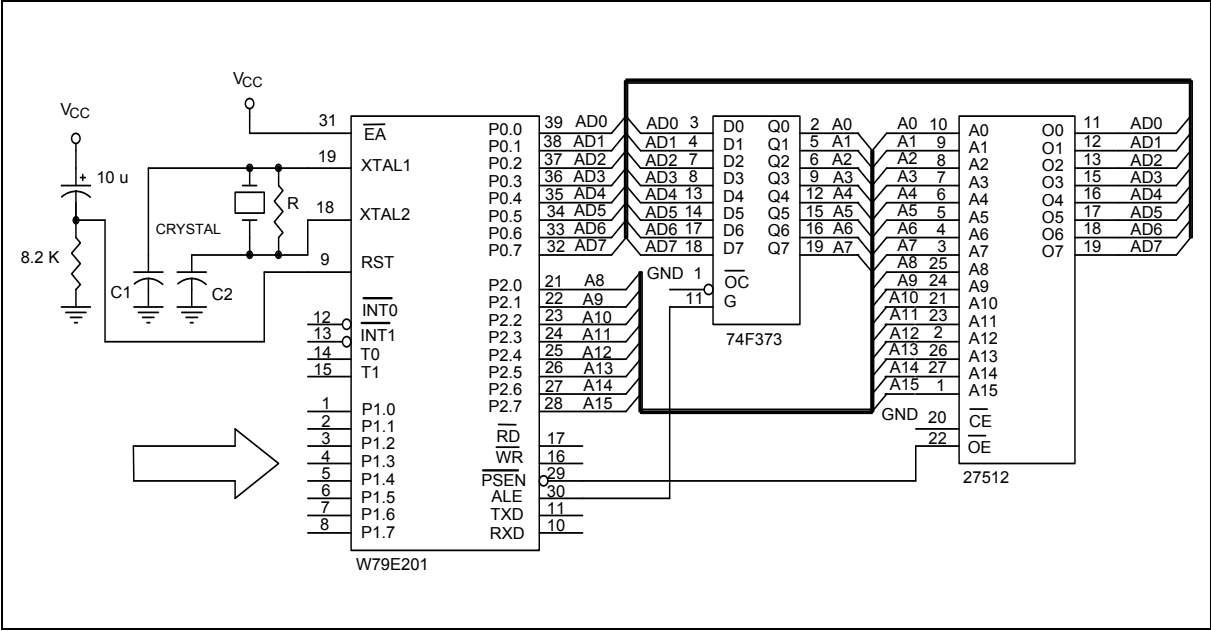 VCC
VCC
10 u
8.2 K
C1
C2
CRYSTAL
R
31 EA
19 XTAL1
18 XTAL2
9 RST
12 INT0
13 INT1
14 T0
15 T1
1 P1.0
2 P1.1
3 P1.2
4 P1.3
5 P1.4
6 P1.5
7 P1.6
8 P1.7
P0.0 39 AD0
P0.1 38 AD1
P0.2 37 AD2
P0.3 36 AD3
P0.4 35 AD4
P0.5 34 AD5
P0.6 33 AD6
P0.7 32 AD7
P2.0 21 A8
P2.1 22 A9
P2.2 23 A10
P2.3 24 A11
P2.4 25 A12
P2.5 26 A13
P2.6 27 A14
P2.7 28 A15
RD 17
WR 16
PSEN 29
ALE 30
TXD 11
RXD 10
W79E201
AD0 3 D0 Q0 2 A0
AD1 4 D1 Q1 5 A1
AD2 7 D2 Q2 6 A2
AD3 8 D3 Q3 9 A3
AD4 13 D4 Q4 12 A4
AD5 14 D5 Q5 15 A5
AD6 17 D6 Q6 16 A6
AD7 18 D7 Q7 19 A7
GND 1 OC
11 G
74F373
A0 10 A0 O0 11 AD0
A1 9 A1 O1 12 AD1
A2 8 A2 O2 13 AD2
A3 7 A3 O3 15 AD3
A4 6 A4 O4 16 AD4
A5 5 A5 O5 17 AD5
A6 4 A6 O6 18 AD6
A7 3 A7 O7 19 AD7
A8 25 A8
A9 24 A9
A10 21 A10
A11 23 A11
A12 2 A12
A13 26 A13
A14 27 A14
A15 1 A15
GND 20 CE
22 OE
27512